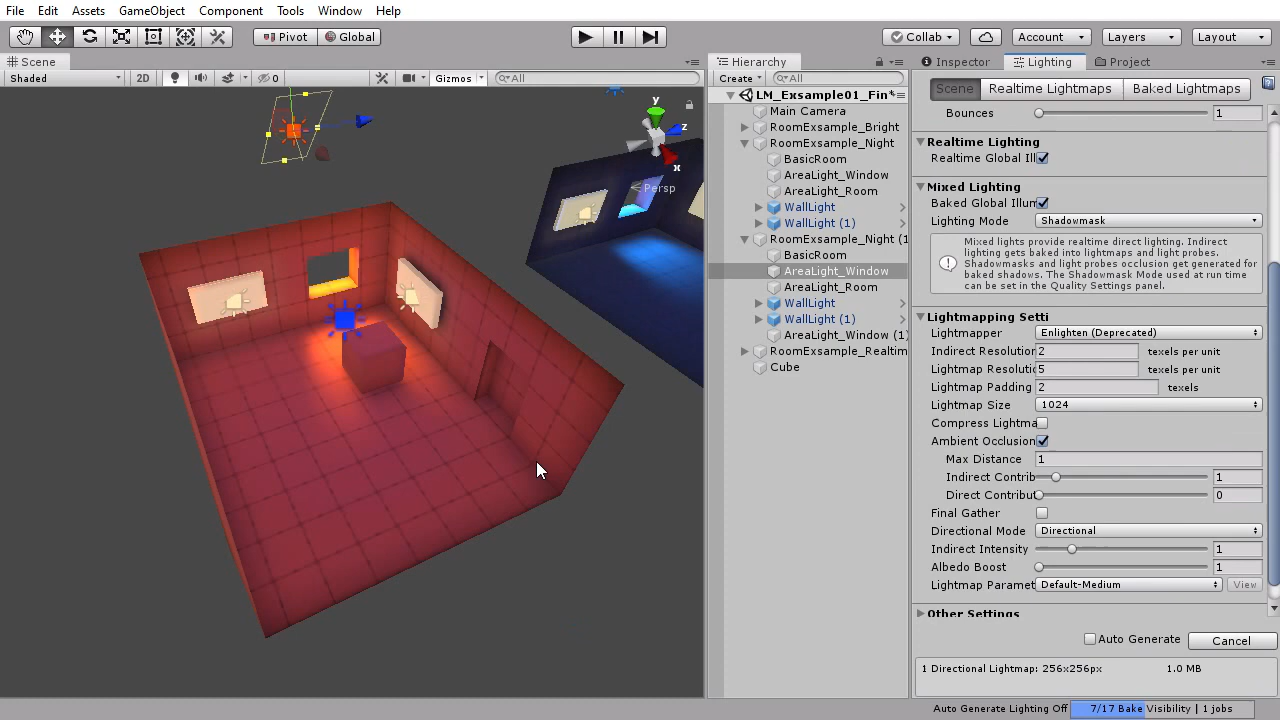 File Edit Assets GameObject Component Tools Window Help
Pivot Global Collab Account Layers Layout
Scene
Shaded 2D 0 Gizmos All
y
z
x
Persp
Hierarchy
Create All
LM_Exsample01_Fin*
Main Camera
RoomExsample_Bright
RoomExsample_Night
BasicRoom
AreaLight_Window
AreaLight_Room
WallLight
WallLight (1)
RoomExsample_Night (1
BasicRoom
AreaLight_Window
AreaLight_Room
WallLight
WallLight (1)
AreaLight_Window (1)
RoomExsample_Realtim
Cube
Inspector Lighting Project
Scene Realtime Lightmaps Baked Lightmaps
Bounces 1
Realtime Lighting
Realtime Global Ill
Mixed Lighting
Baked Global Illum
Lighting Mode Shadowmask
Mixed lights provide realtime direct lighting. Indirect
lighting gets baked into lightmaps and light probes.
Shadowmasks and light probes occlusion get generated for
baked shadows. The Shadowmask Mode used at run time
can be set in the Quality Settings panel.
Lightmapping Setti
Lightmapper Enlighten (Deprecated)
Indirect Resolution 2 texels per unit
Lightmap Resoluti 5 texels per unit
Lightmap Padding 2 texels
Lightmap Size 1024
Compress Lightma
Ambient Occlusion
Max Distance 1
Indirect Contrib 1
Direct Contribut 0
Final Gather
Directional Mode Directional
Indirect Intensity 1
Albedo Boost 1
Lightmap Paramet Default-Medium View
Other Settings
Auto Generate Cancel
1 Directional Lightmap: 256x256px 1.0 MB
Auto Generate Lighting Off 7/17 Bake Visibility | 1 jobs